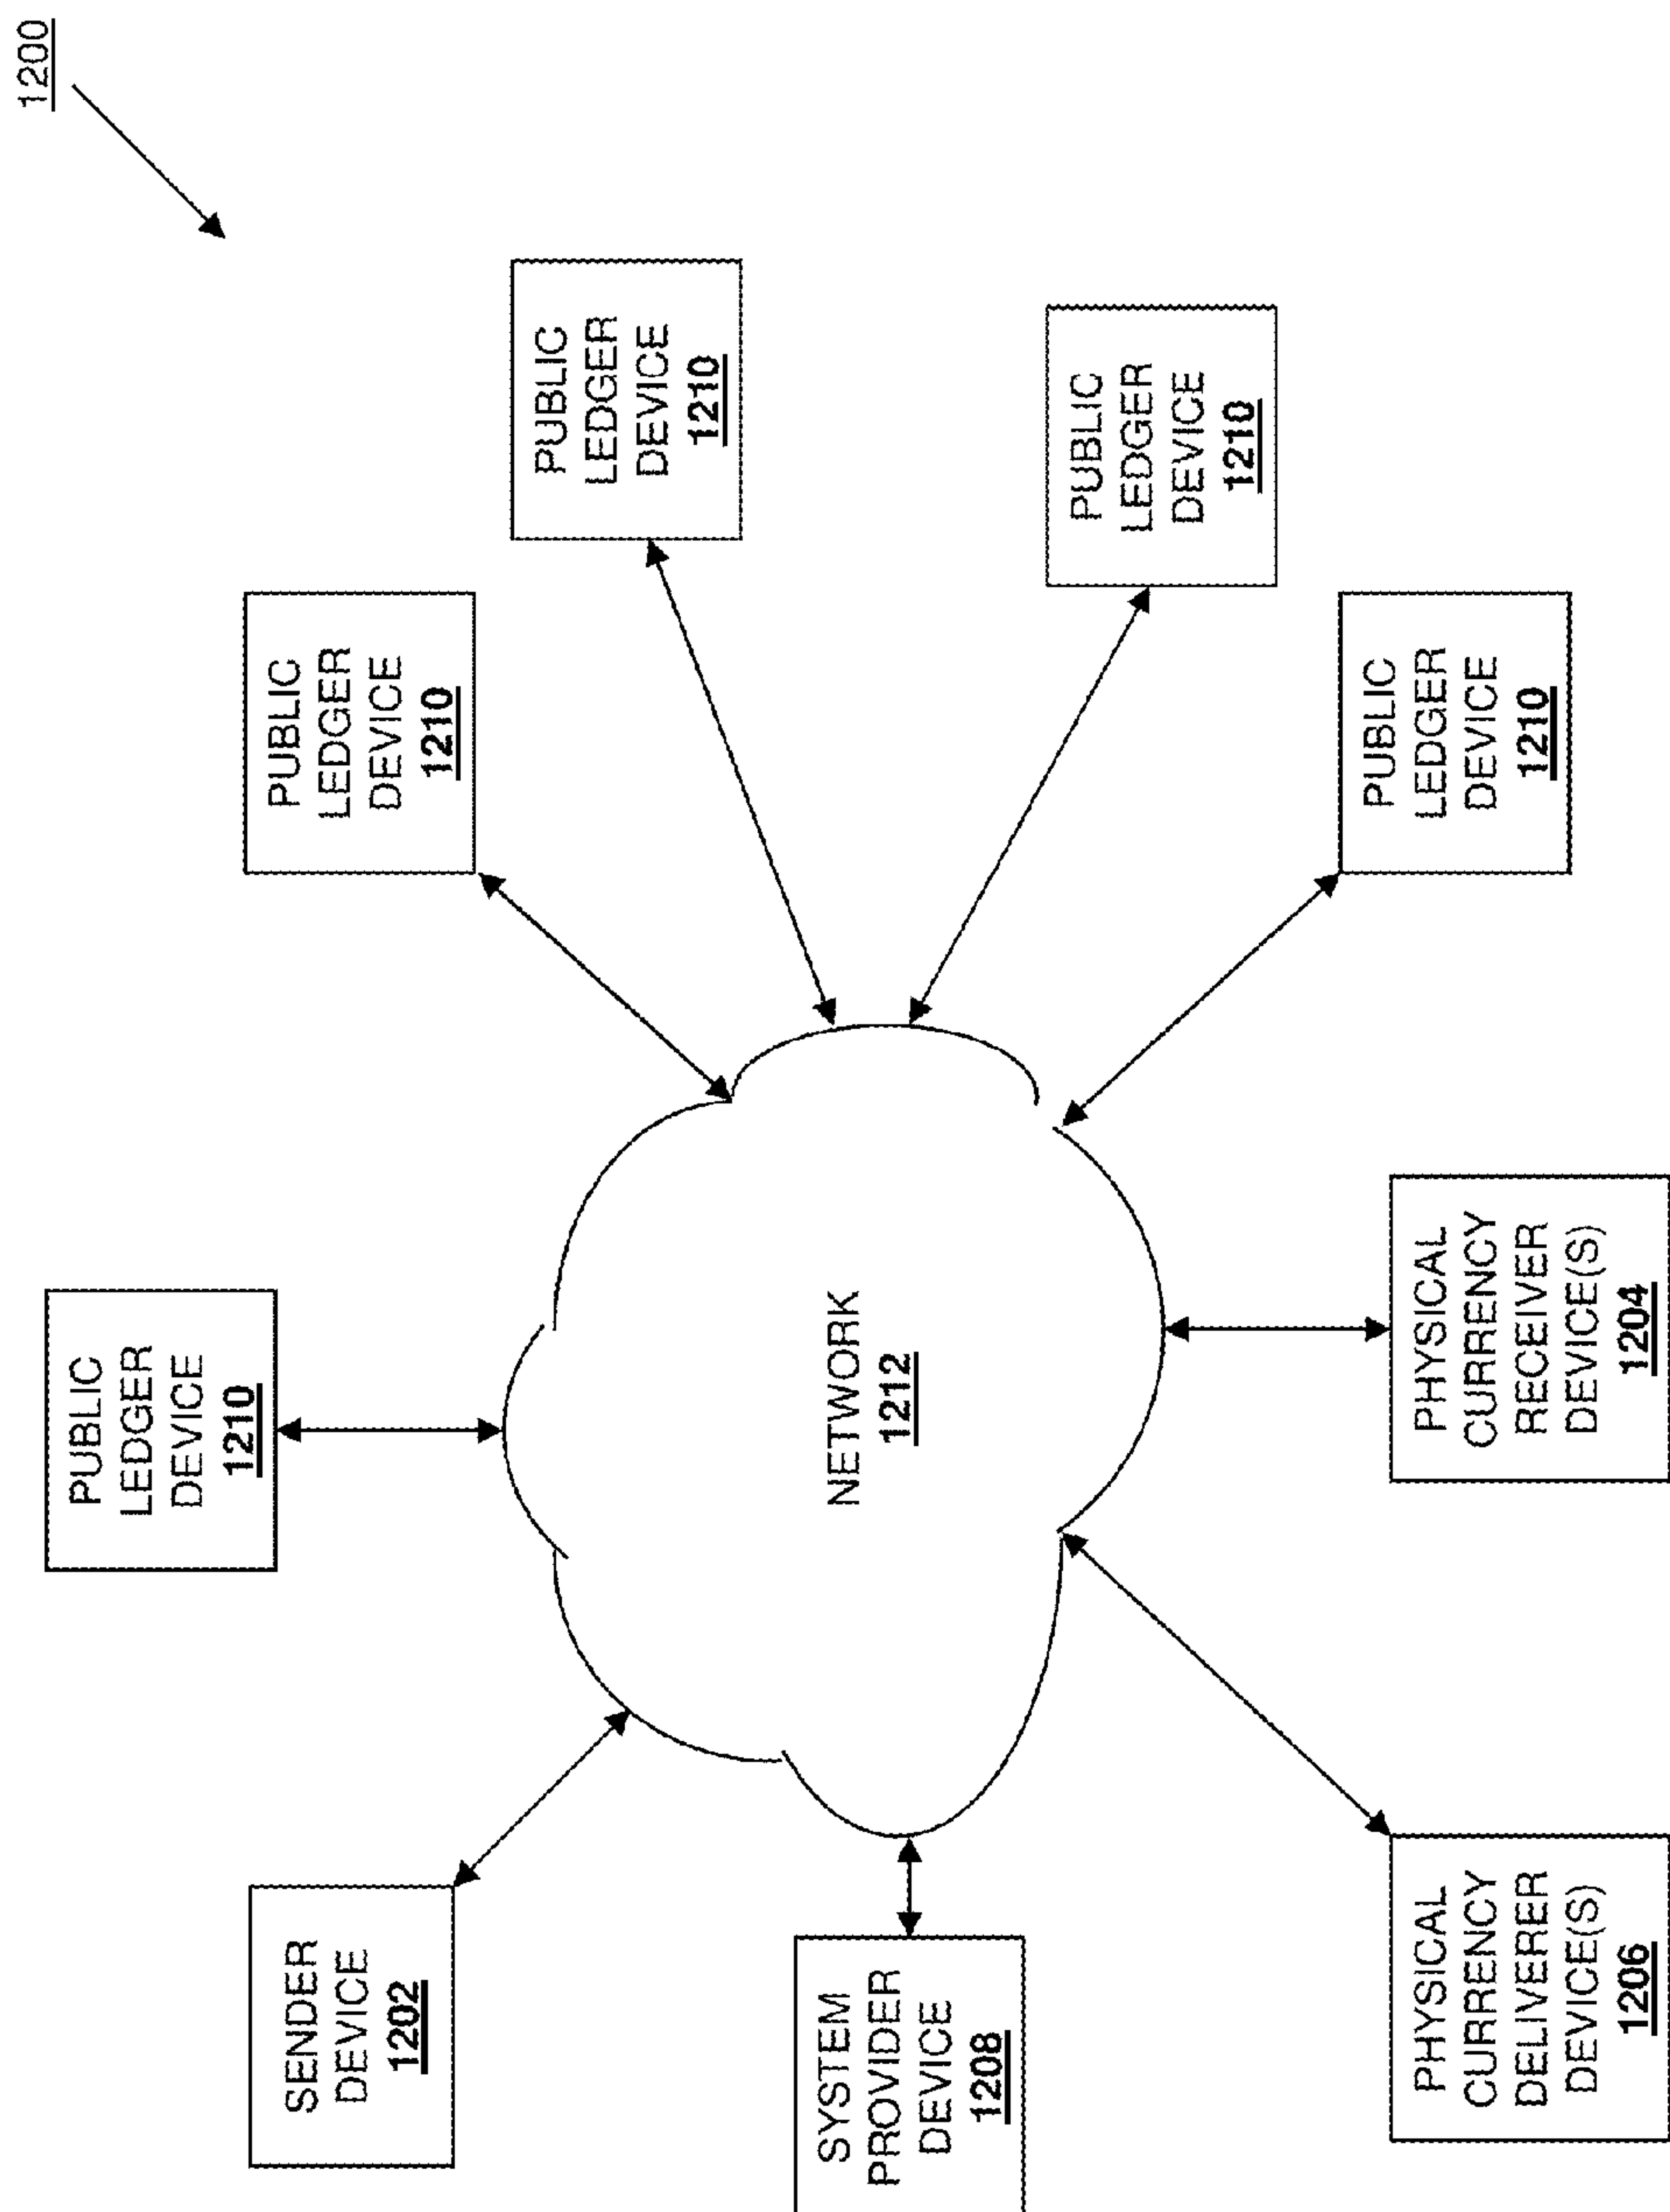 1200
SENDER
DEVICE
1202
PUBLIC
LEDGER
DEVICE
1210
PUBLIC
LEDGER
DEVICE
1210
PUBLIC
LEDGER
DEVICE
1210
SYSTEM
PROVIDER
DEVICE
1208
NETWORK
1212
PUBLIC
LEDGER
DEVICE
1210
PHYSICAL
CURRENCY
DELIVERER
DEVICE(S)
1206
PHYSICAL
CURRENCY
RECEIVER
DEVICE(S)
1204
PUBLIC
LEDGER
DEVICE
1210